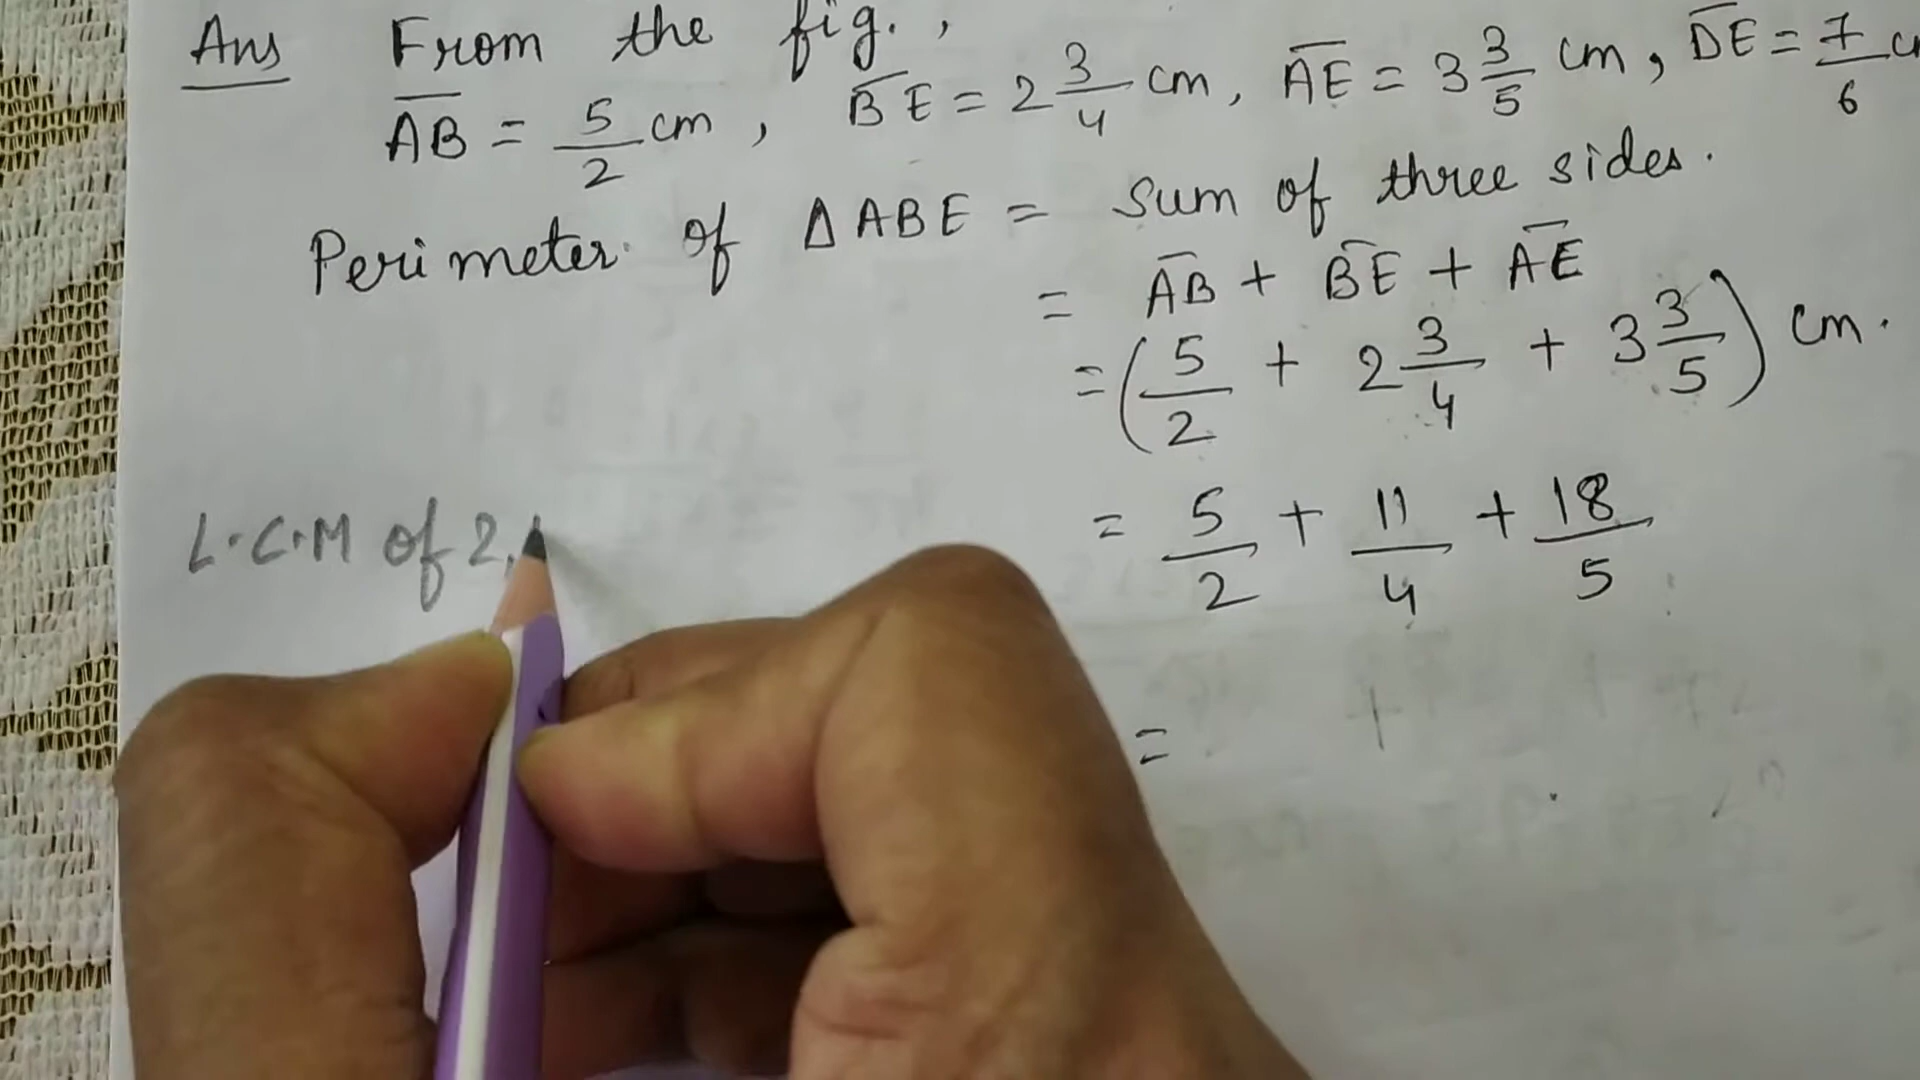 Ans From the fig.,
AB = 5/2 cm, BE = 2 3/4 cm, AE = 3 3/5 cm, DE = 7/6 c
Perimeter of ΔABE = Sum of three sides.
= AB + BE + AE
= (5/2 + 2 3/4 + 3 3/5) cm.
L.C.M of 2,
= 5/2 + 11/4 + 18/5
=